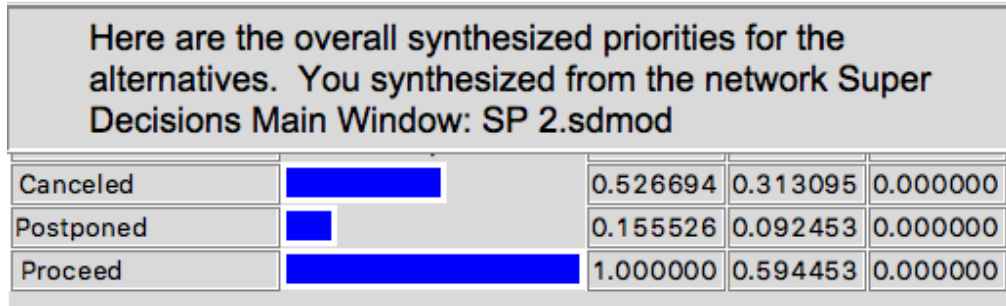 Here are the overall synthesized priorities for the
alternatives.  You synthesized from the network Super
Decisions Main Window: SP 2.sdmod
Canceled 0.526694 0.313095 0.000000
Postponed 0.155526 0.092453 0.000000
Proceed 1.000000 0.594453 0.000000